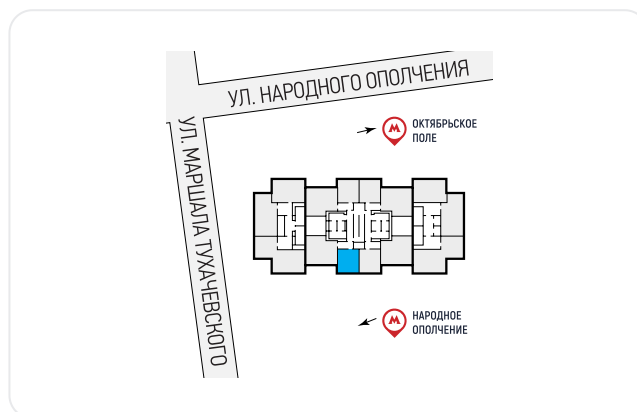 УЛ. НАРОДНОГО ОПОЛЧЕНИЯ
М
ОКТЯБРЬСКОЕ
ПОЛЕ
УЛ. МАРШАЛА ТУХАЧЕВСКОГО
М
НАРОДНОЕ
ОПОЛЧЕНИЕ